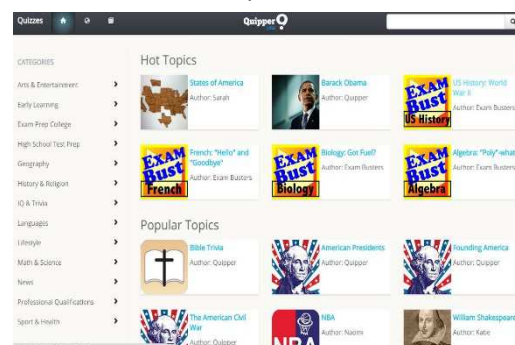 Quizzes
Quipper
CATEGORIES
Arts & Entertainment
Early Learning
Exam Prep College
High School Test Prep
Geography
History & Religion
IQ & Trivia
Languages
Lifestyle
Math & Science
News
Professional Qualifications
Sport & Health
Hot Topics
States of America
Author: Sarah
Barack Obama
Author: Quipper
EXAM
Bust
US History
US History: World
War II
Author: Exam Busters
EXAM
Bust
French
French: "Hello" and
"Goodbye"
Author: Exam Busters
EXAM
Bust
Biology
Biology: Got Fuel?
Author: Exam Busters
EXAM
Bust
Algebra
Algebra: "Poly"-what
Author: Exam Busters
Popular Topics
Bible Trivia
Author: Quipper
American Presidents
Author: Quipper
Founding America
Author: Quipper
The American Civil
War
Author: Quipper
NBA
NBA
Author: Naomi
William Shakespeare
Author: Katie